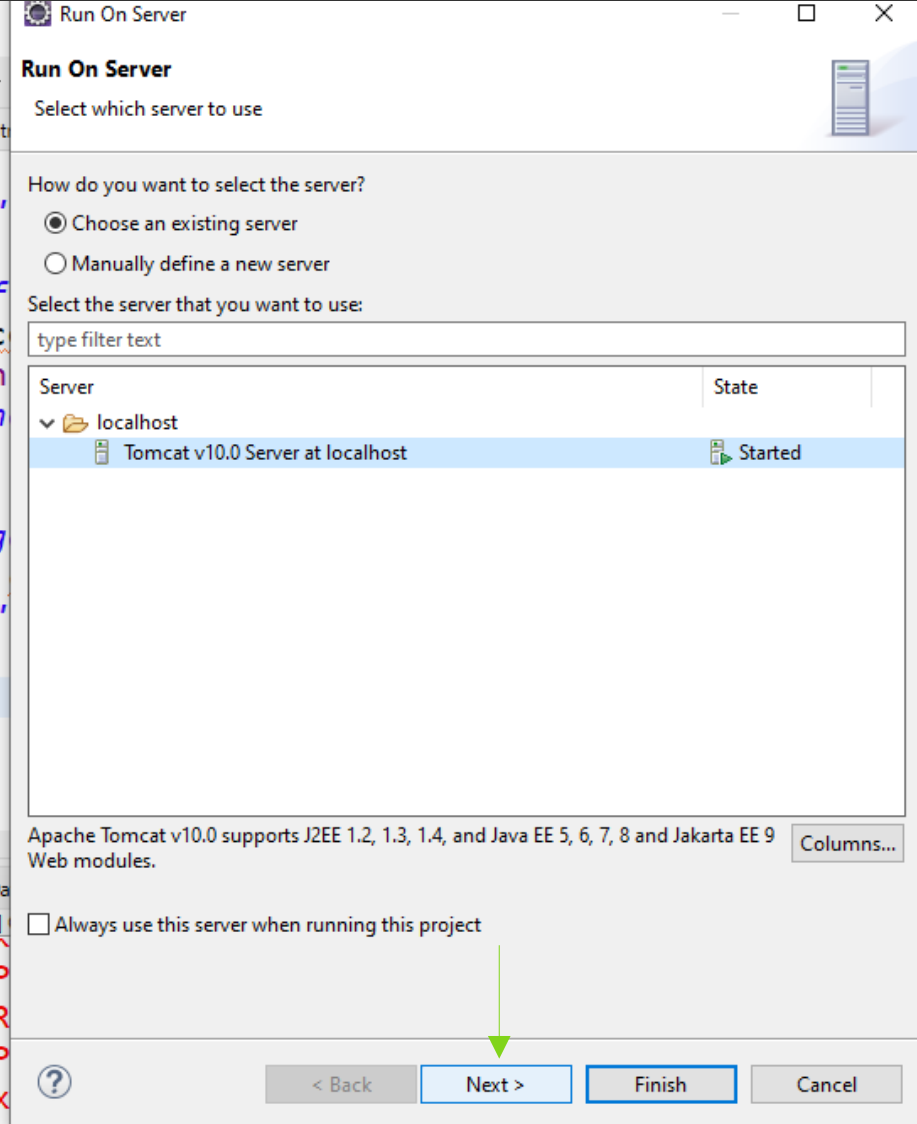 Run On Server
Run On Server
Select which server to use
How do you want to select the server?
Choose an existing server
Manually define a new server
Select the server that you want to use:
type filter text
Server State
localhost
Tomcat v10.0 Server at localhost Started
Apache Tomcat v10.0 supports J2EE 1.2, 1.3, 1.4, and Java EE 5, 6, 7, 8 and Jakarta EE 9
Web modules.
Columns...
Always use this server when running this project
? < Back Next > Finish Cancel